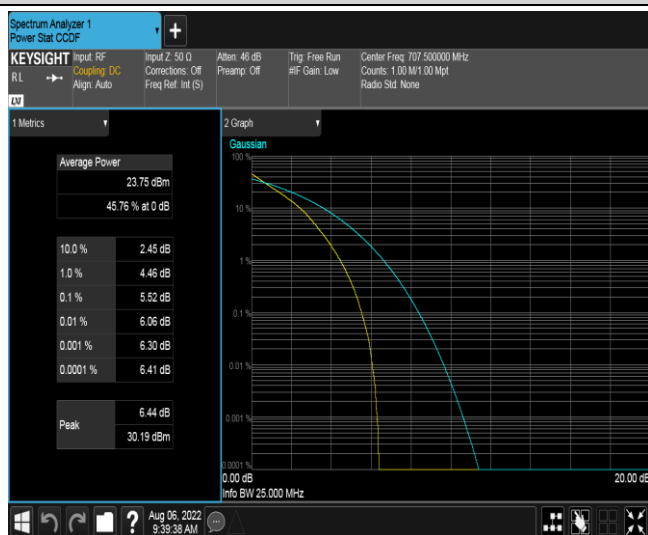 Spectrum Analyzer 1
Power Stat CCDF
KEYSIGHT
RL
LXI
Input: RF
Coupling: DC
Align: Auto
Input Z: 50 Ω
Corrections: Off
Freq Ref: Int (S)
Atten: 46 dB
Preamp: Off
Trig: Free Run
#IF Gain: Low
Center Freq: 707.500000 MHz
Counts: 1.00 M/1.00 Mpt
Radio Std: None
1 Metrics
Average Power
23.75 dBm
45.76 % at 0 dB
10.0 % 2.45 dB
1.0 % 4.46 dB
0.1 % 5.52 dB
0.01 % 6.06 dB
0.001 % 6.30 dB
0.0001 % 6.41 dB
Peak
6.44 dB
30.19 dBm
2 Graph
Gaussian
100 %
10 %
1 %
0.1 %
0.01 %
0.001 %
0.0001 %
0.00 dB
20.00 dB
Info BW 25.000 MHz
?
Aug 06, 2022
9:39:38 AM